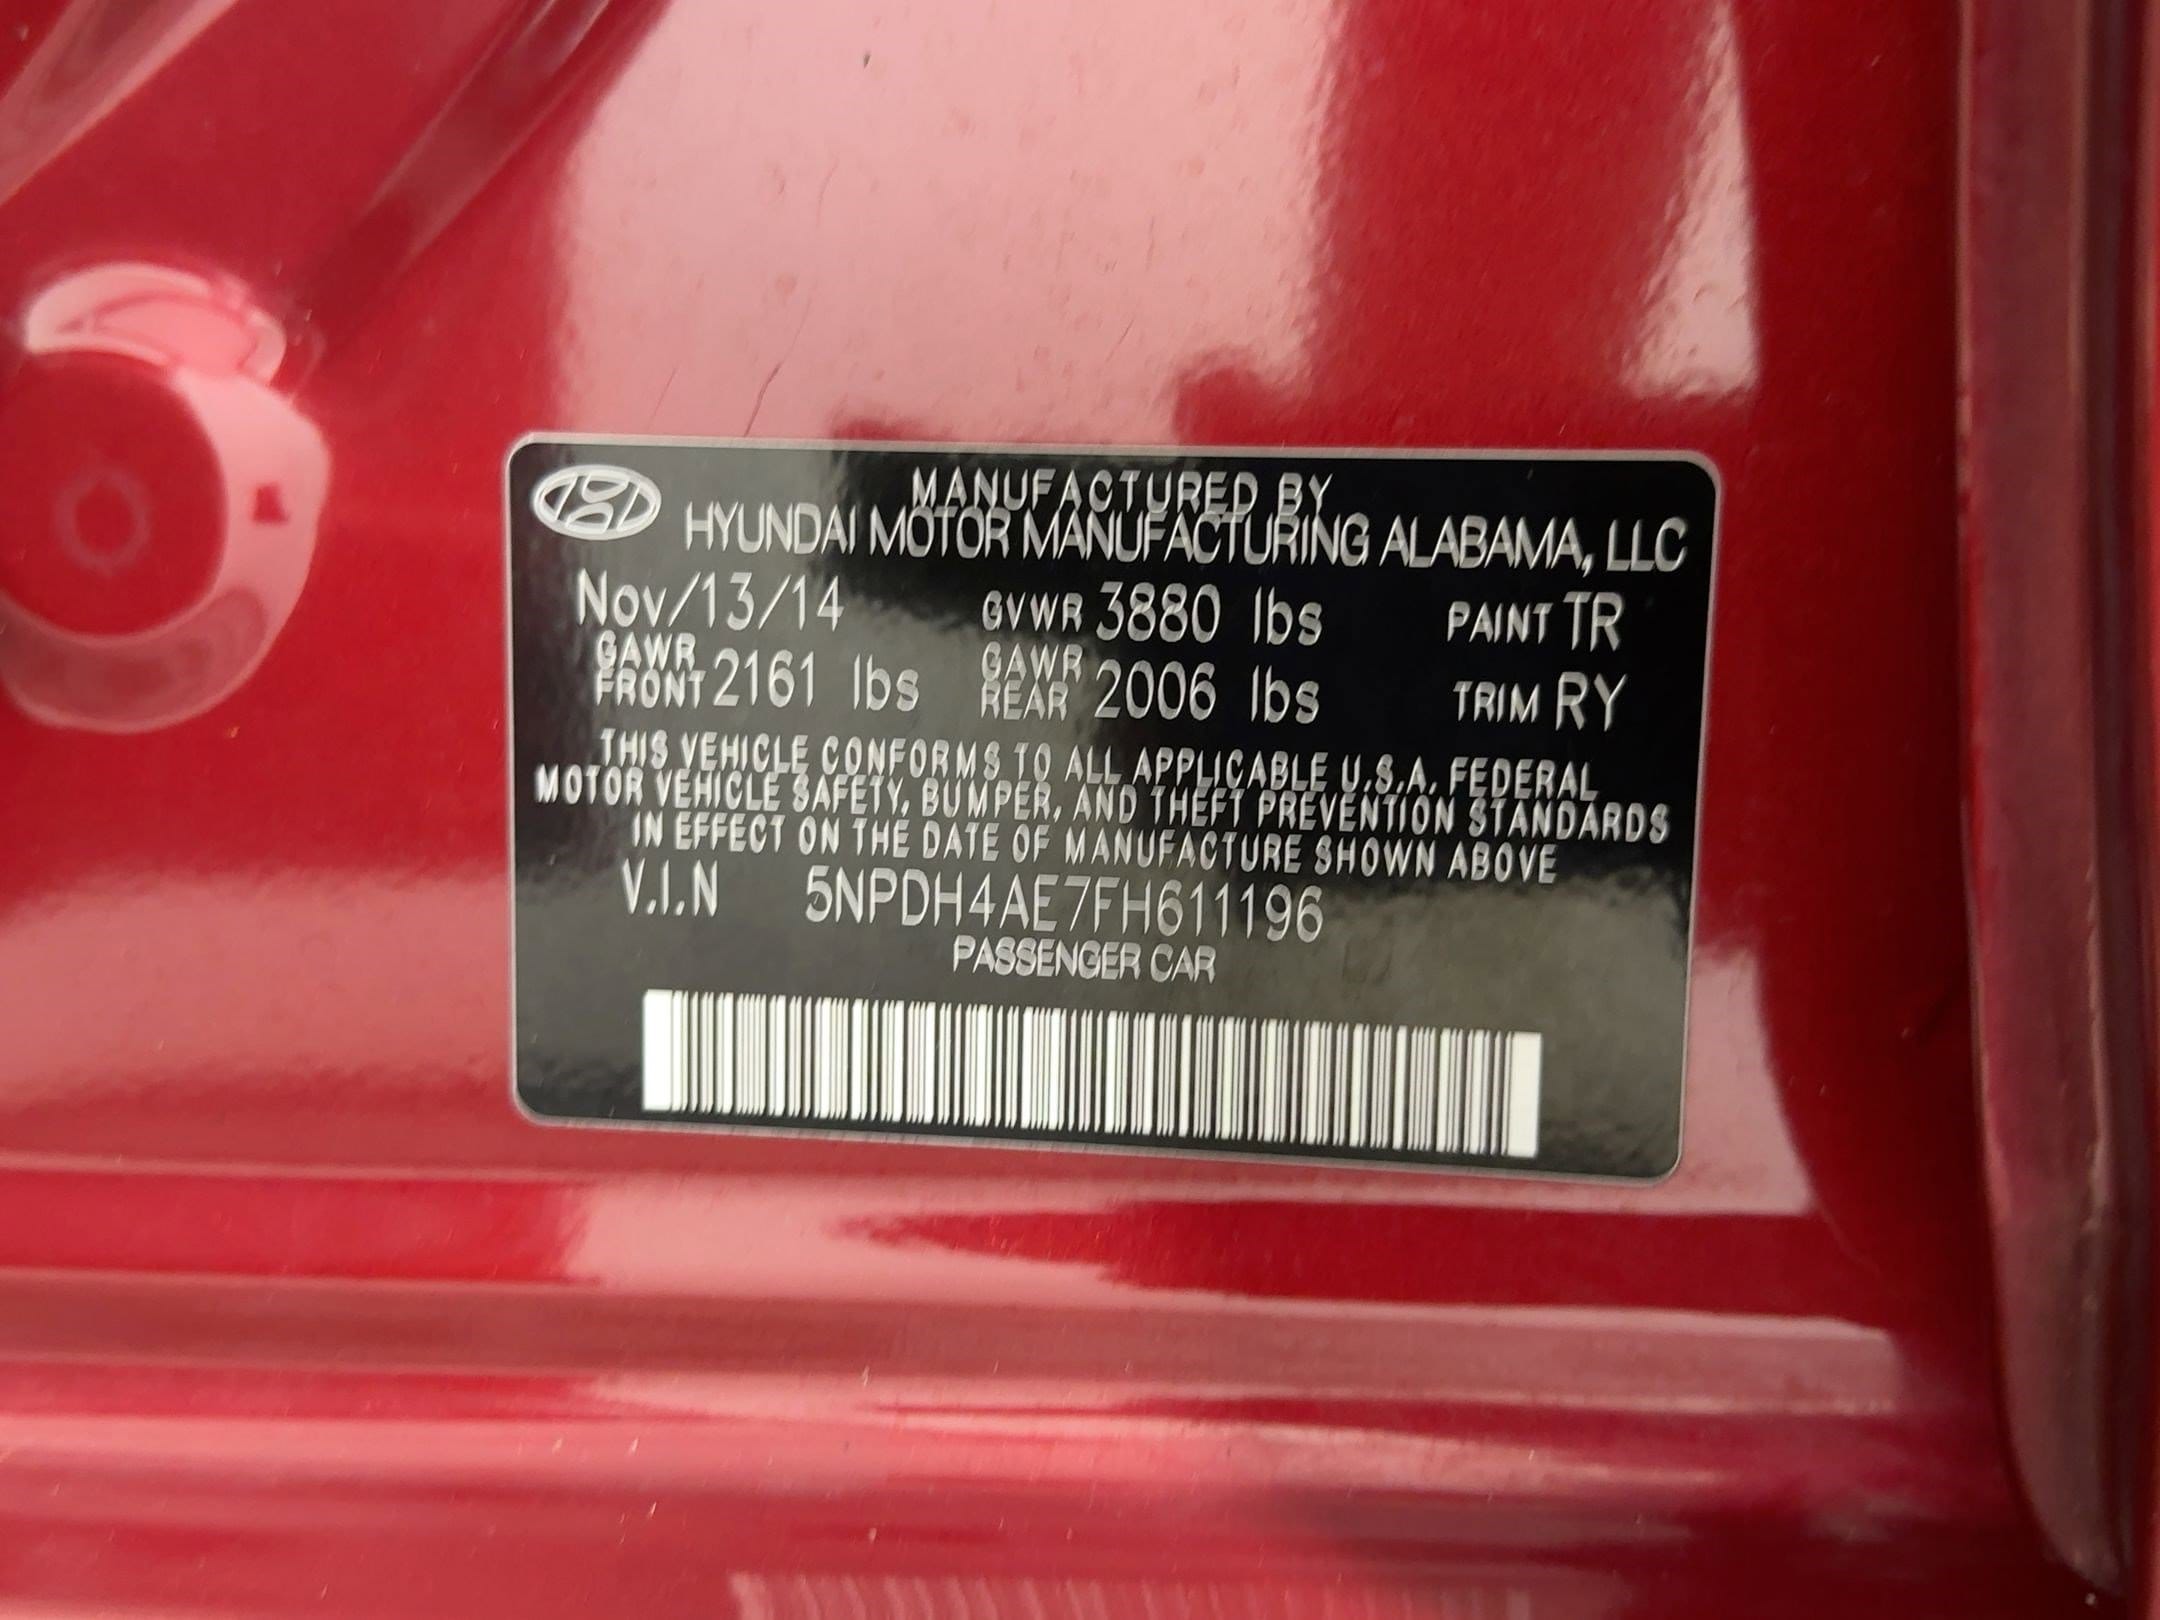 MANUFACTURED BY
HYUNDAI MOTOR MANUFACTURING ALABAMA, LLC
Nov/13/14 GVWR 3880 lbs PAINT TR
GAWR FRONT 2161 lbs GAWR REAR 2006 lbs TRIM RY
THIS VEHICLE CONFORMS TO ALL APPLICABLE U.S.A. FEDERAL
MOTOR VEHICLE SAFETY, BUMPER, AND THEFT PREVENTION STANDARDS
IN EFFECT ON THE DATE OF MANUFACTURE SHOWN ABOVE
V.I.N 5NPDH4AE7FH611196
PASSENGER CAR